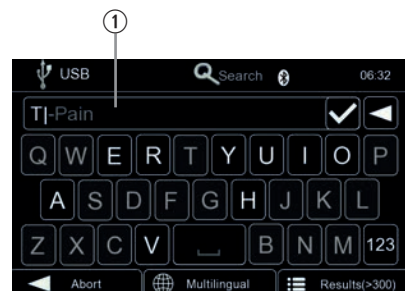 1
USB Search 06:32
T|-Pain
Q W E R T Y U I O P
A S D F G H J K L
Z X C V B N M 123
Abort Multilingual Results(>300)